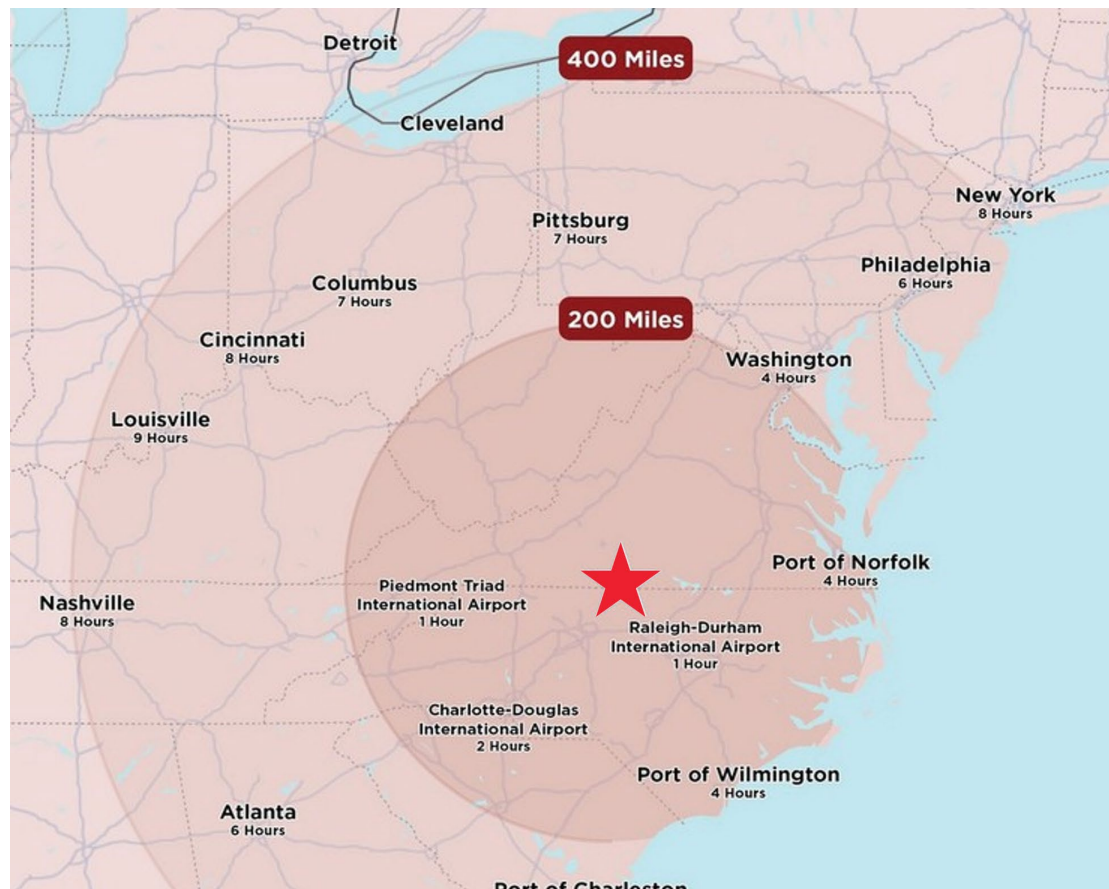 Detroit
400 Miles
Cleveland
New York
8 Hours
Pittsburg
7 Hours
Philadelphia
6 Hours
Columbus
7 Hours
200 Miles
Cincinnati
8 Hours
Washington
4 Hours
Louisville
9 Hours
Port of Norfolk
4 Hours
Piedmont Triad
International Airport
1 Hour
Nashville
8 Hours
Raleigh-Durham
International Airport
1 Hour
Charlotte-Douglas
International Airport
2 Hours
Port of Wilmington
4 Hours
Atlanta
6 Hours
Port of Charleston